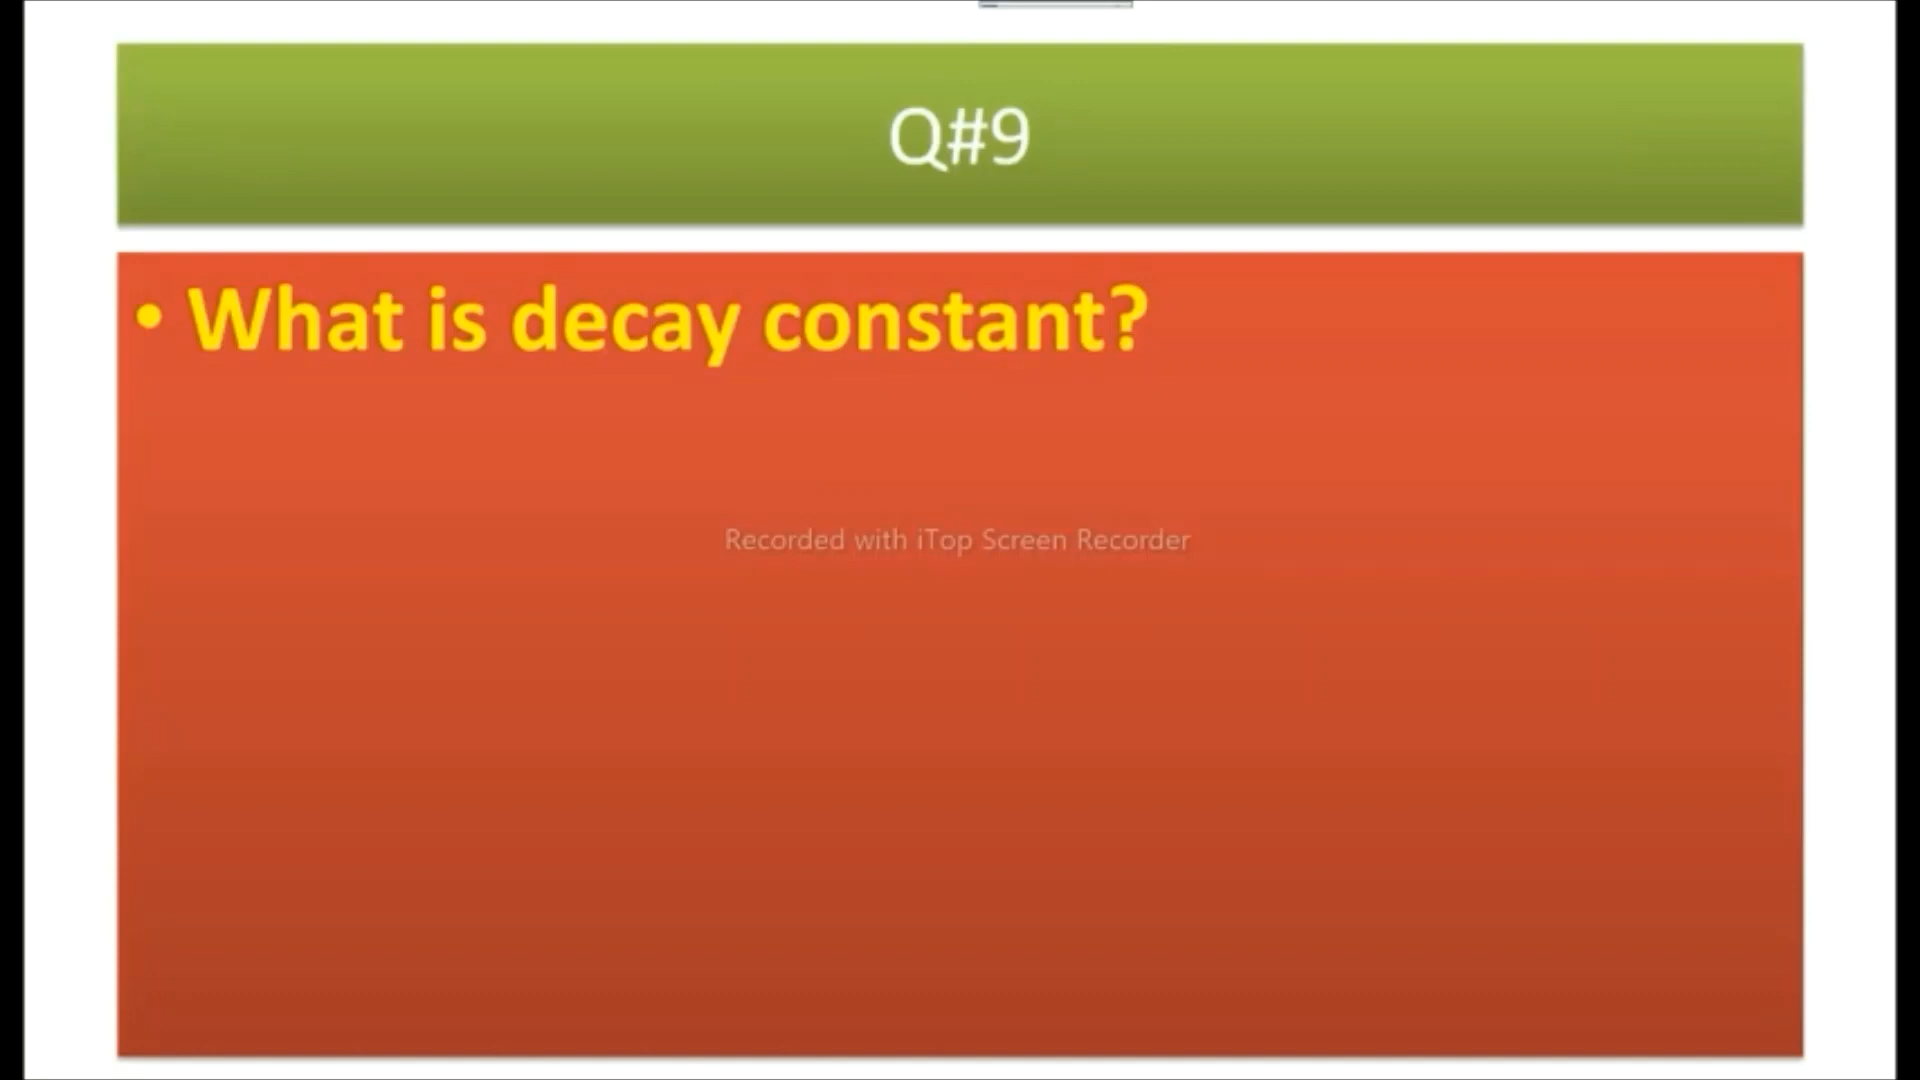 Q#9
• What is decay constant?
Recorded with iTop Screen Recorder